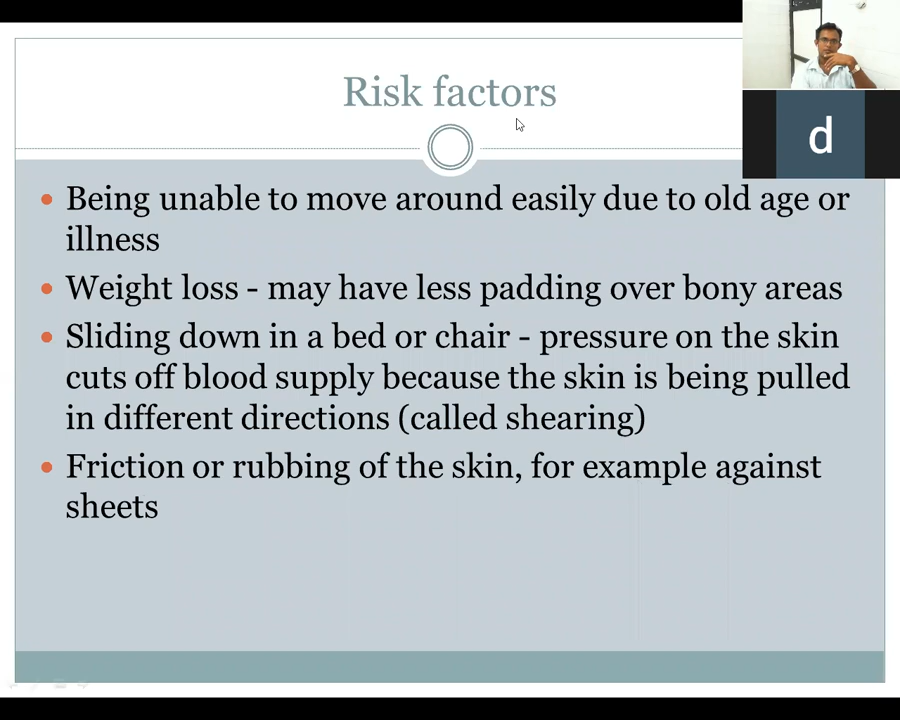 Risk factors
d
Being unable to move around easily due to old age or
illness
Weight loss - may have less padding over bony areas
Sliding down in a bed or chair - pressure on the skin
cuts off blood supply because the skin is being pulled
in different directions (called shearing)
Friction or rubbing of the skin, for example against
sheets